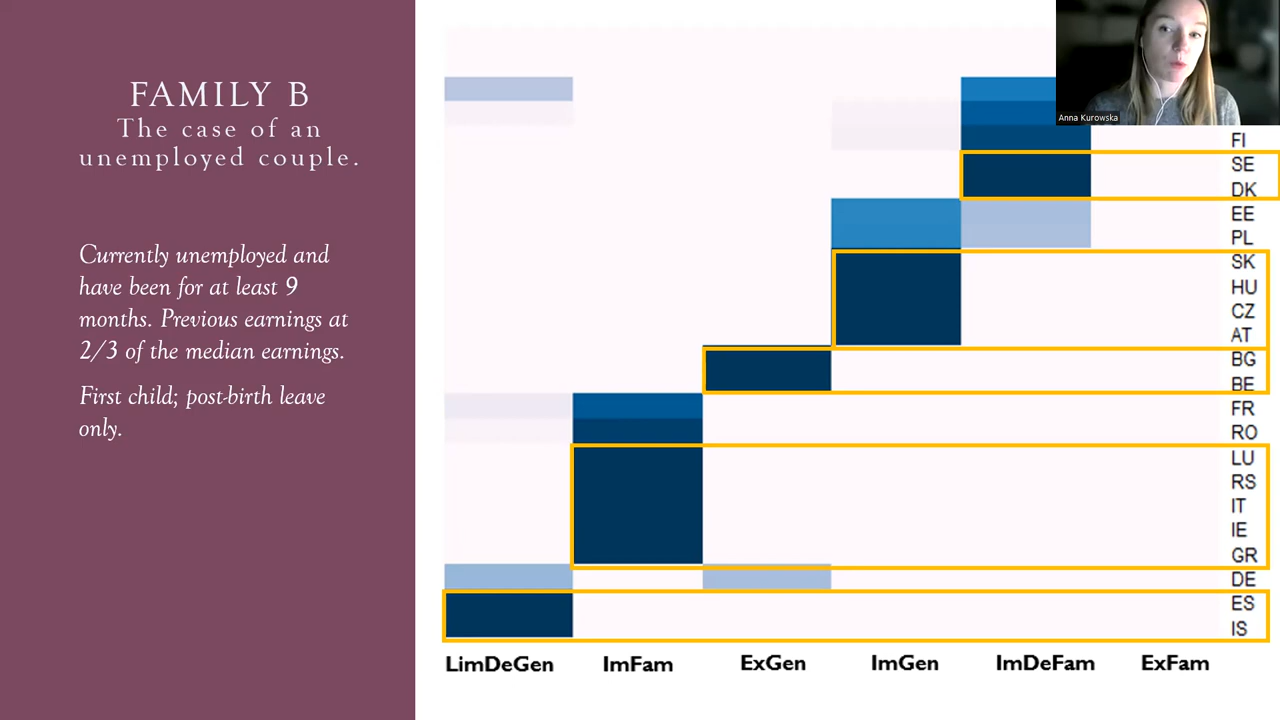 FAMILY B
The case of an
unemployed couple.
Currently unemployed and
have been for at least 9
months. Previous earnings at
2/3 of the median earnings.
First child; post-birth leave
only.
Anna Kurowska
FI
SE
DK
EE
PL
SK
HU
CZ
AT
BG
BE
FR
RO
LU
RS
IT
IE
GR
DE
ES
IS
LimDeGen ImFam ExGen ImGen ImDeFam ExFam